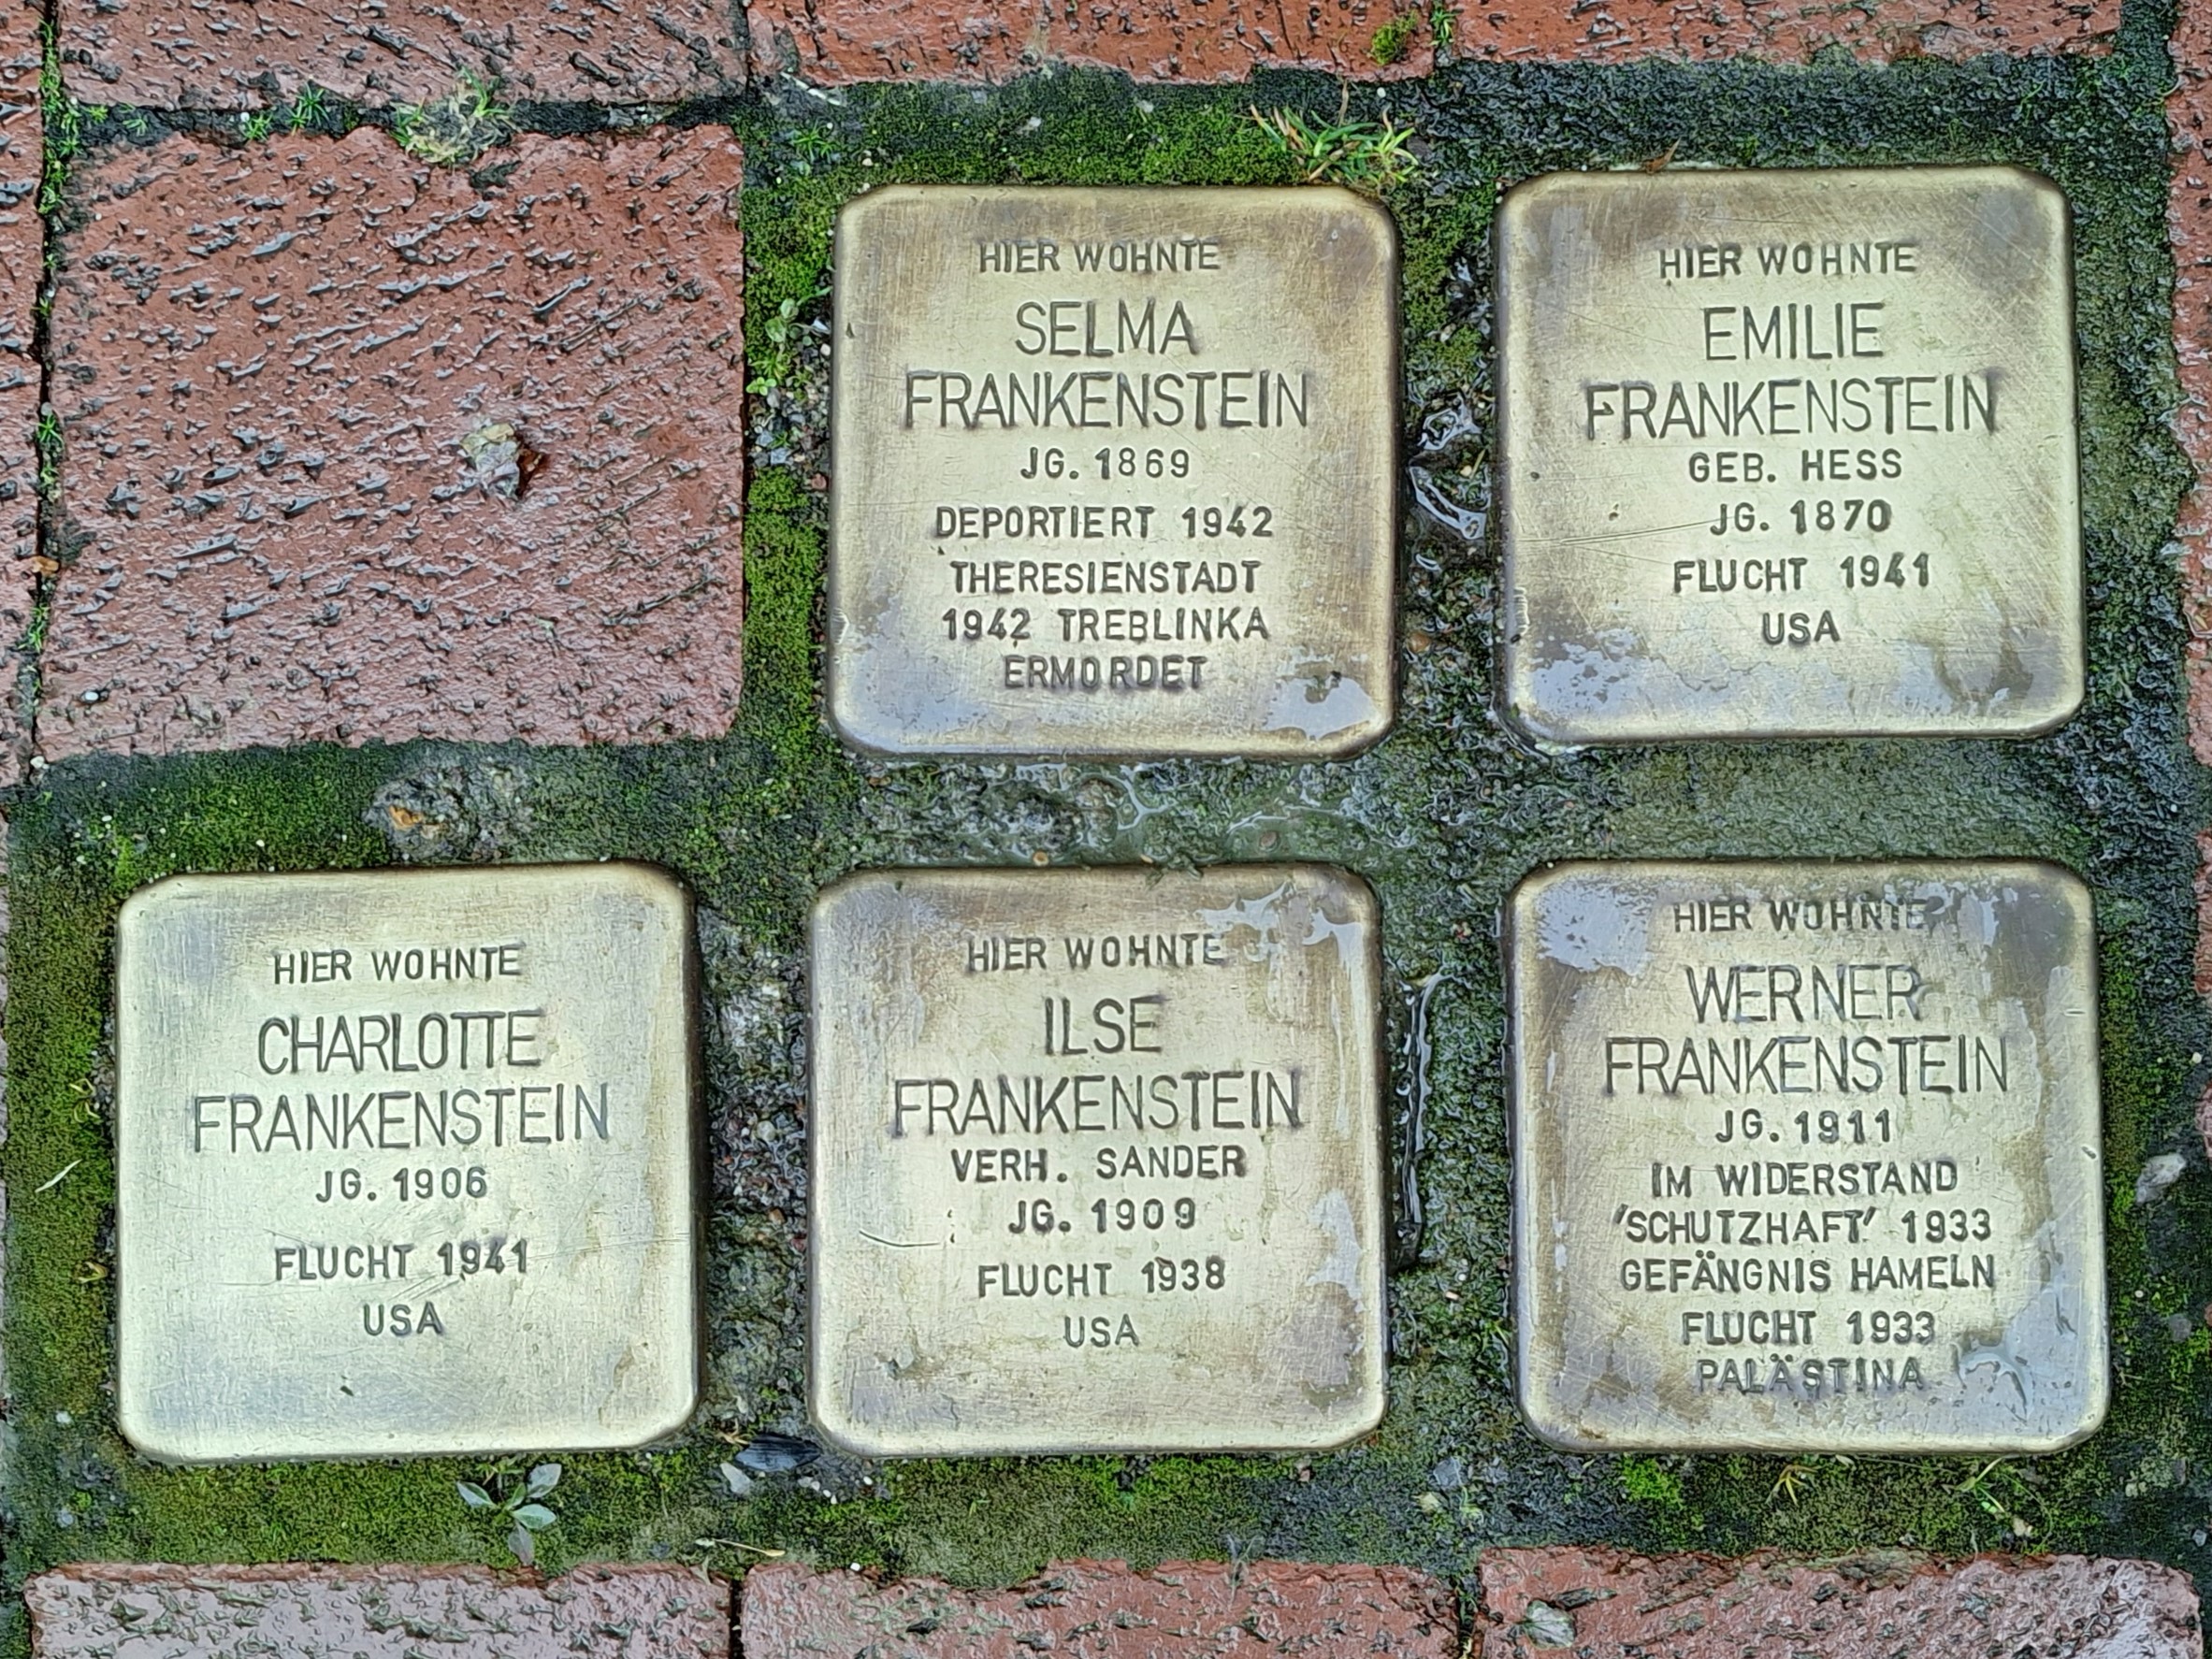 HIER WOHNTE
SELMA
FRANKENSTEIN
JG. 1869
DEPORTIERT 1942
THERESIENSTADT
1942 TREBLINKA
ERMORDET
HIER WOHNTE
EMILIE
FRANKENSTEIN
GEB. HESS
JG. 1870
FLUCHT 1941
USA
HIER WOHNTE
CHARLOTTE
FRANKENSTEIN
JG. 1906
FLUCHT 1941
USA
HIER WOHNTE
ILSE
FRANKENSTEIN
VERH. SANDER
JG. 1909
FLUCHT 1938
USA
HIER WOHNTE
WERNER
FRANKENSTEIN
JG. 1911
IM WIDERSTAND
'SCHUTZHAFT' 1933
GEFÄNGNIS HAMELN
FLUCHT 1933
PALÄSTINA